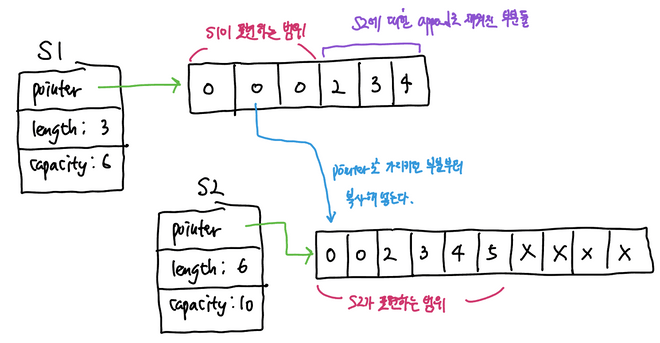 S1이 표현하는 범위
S2에 대한 append로 채워진 부분들
S1
pointer
length: 3
capacity: 6
0 0 0 2 3 4
pointer로 가리키던 부분부터
복사해 넣는다.
S2
pointer
length: 6
capacity: 10
0 0 2 3 4 5 X X X X
S2가 표현하는 범위